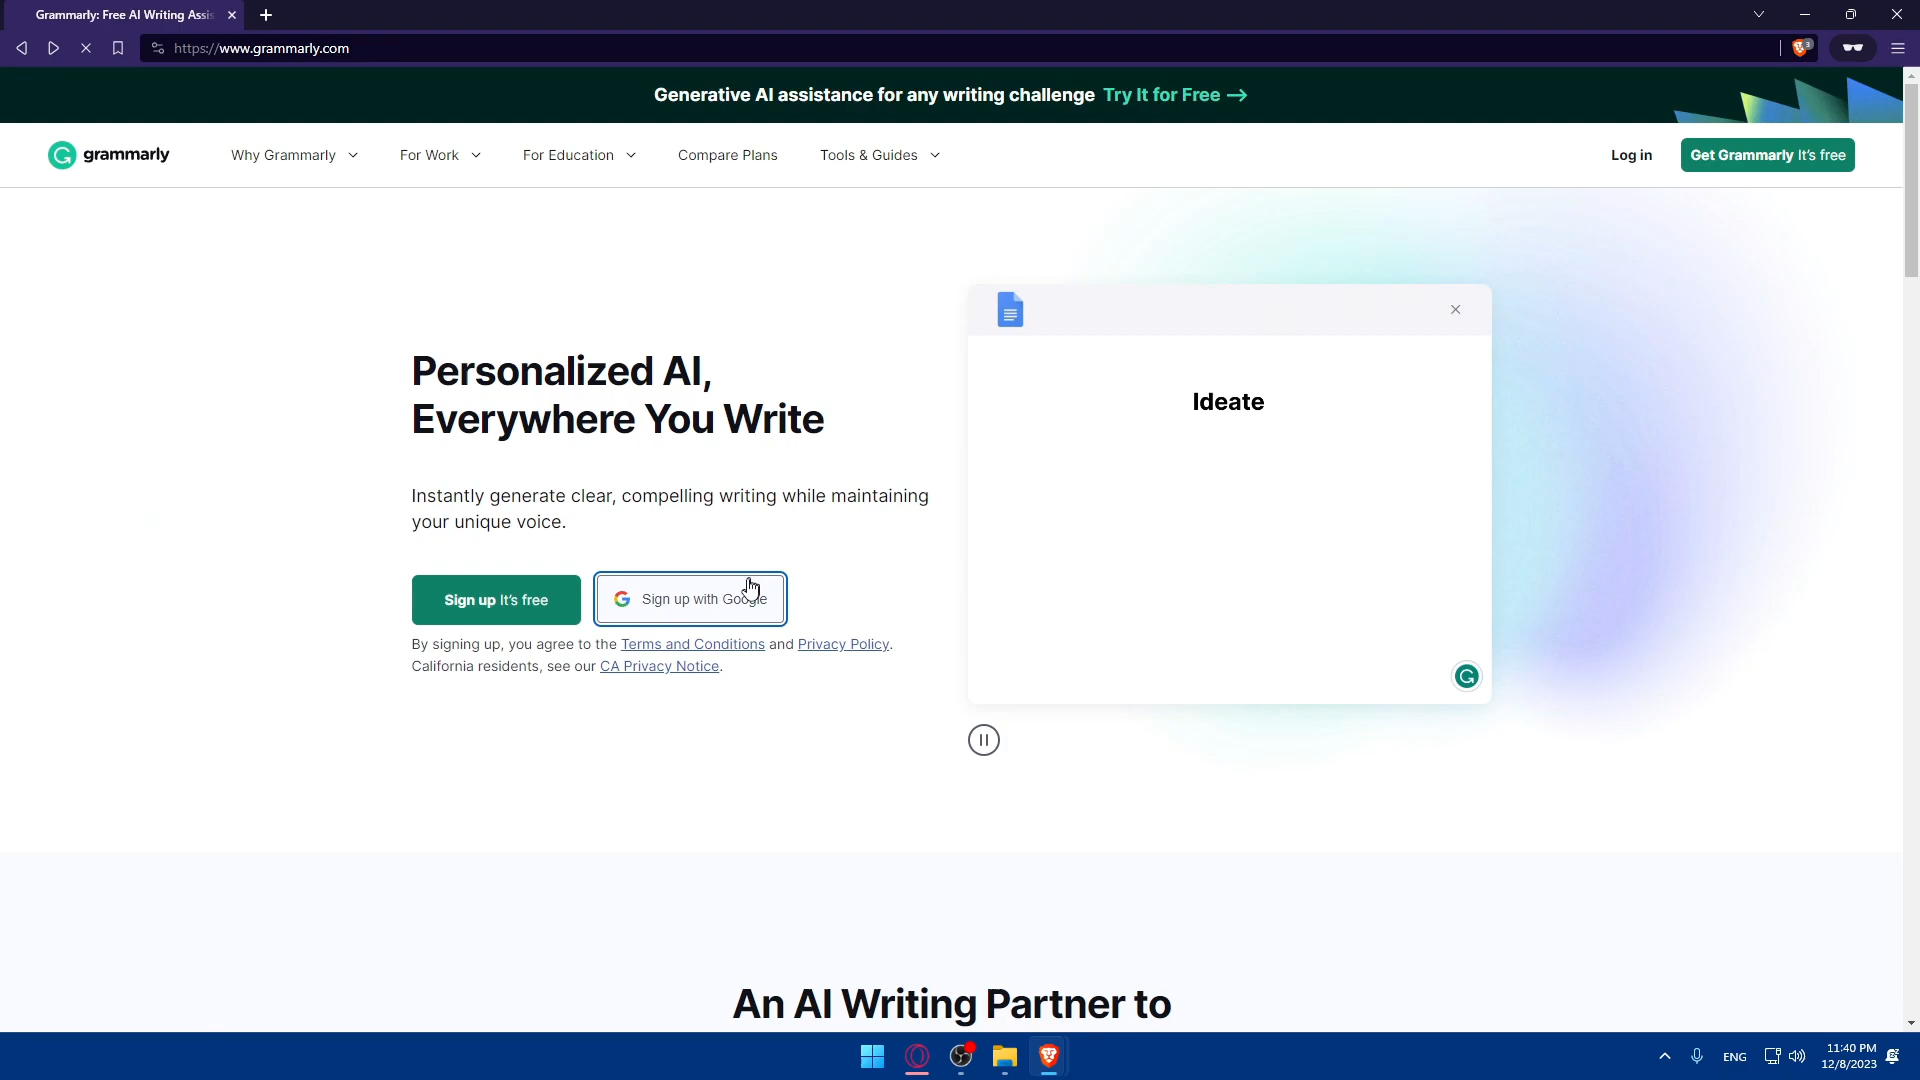 Grammarly: Free AI Writing Assis
https://www.grammarly.com
3
Generative AI assistance for any writing challenge Try It for Free →
grammarly
Why Grammarly
For Work
For Education
Compare Plans
Tools & Guides
Log in
Get Grammarly It's free
Personalized AI,
Everywhere You Write
Instantly generate clear, compelling writing while maintaining
your unique voice.
Sign up It's free
Sign up with Google
By signing up, you agree to the Terms and Conditions and Privacy Policy.
California residents, see our CA Privacy Notice.
Ideate
An AI Writing Partner to
ENG
11:40 PM
12/8/2023